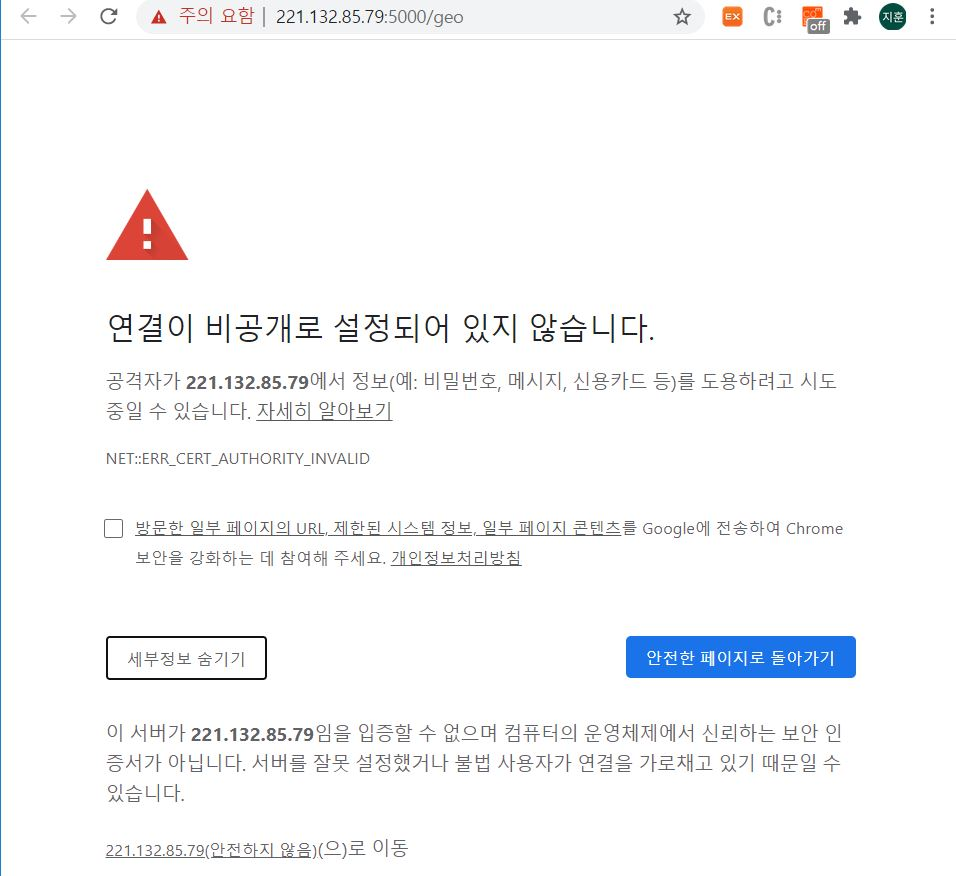 주의 요함 | 221.132.85.79:5000/geo
EX
off
지훈
연결이 비공개로 설정되어 있지 않습니다.
공격자가 221.132.85.79에서 정보(예: 비밀번호, 메시지, 신용카드 등)를 도용하려고 시도
중일 수 있습니다. 자세히 알아보기
NET::ERR_CERT_AUTHORITY_INVALID
방문한 일부 페이지의 URL, 제한된 시스템 정보, 일부 페이지 콘텐츠를 Google에 전송하여 Chrome
보안을 강화하는 데 참여해 주세요. 개인정보처리방침
세부정보 숨기기
안전한 페이지로 돌아가기
이 서버가 221.132.85.79임을 입증할 수 없으며 컴퓨터의 운영체제에서 신뢰하는 보안 인
증서가 아닙니다. 서버를 잘못 설정했거나 불법 사용자가 연결을 가로채고 있기 때문일 수
있습니다.
221.132.85.79(안전하지 않음)(으)로 이동